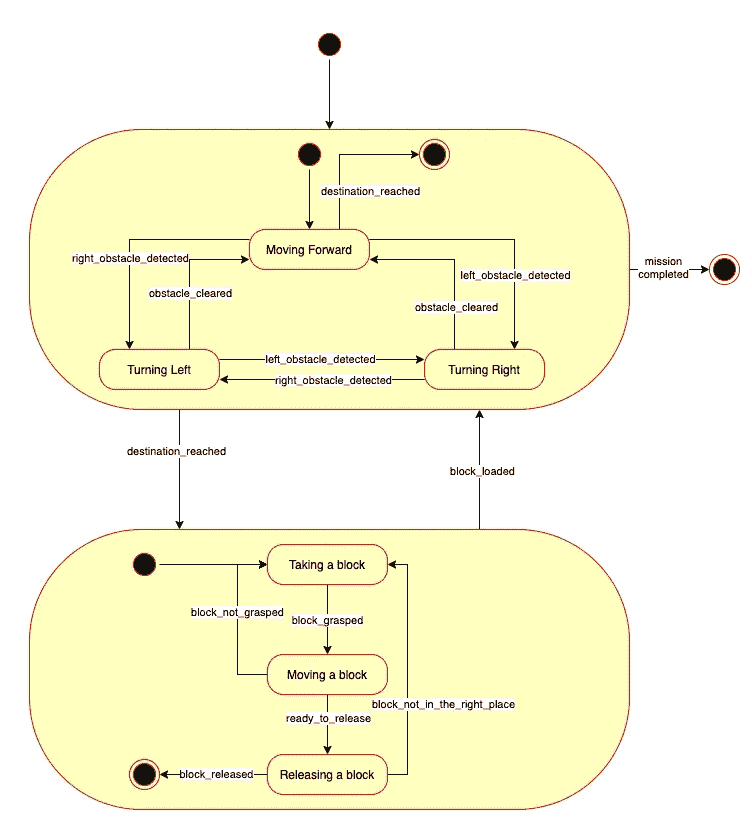 destination_reached
Moving Forward
right_obstacle_detected
left_obstacle_detected
mission
completed
obstacle_cleared
obstacle_cleared
left_obstacle_detected
Turning Left
Turning Right
right_obstacle_detected
destination_reached
block_loaded
Taking a block
block_not_grasped
block_grasped
Moving a block
block_not_in_the_right_place
ready_to_release
block_released
Releasing a block